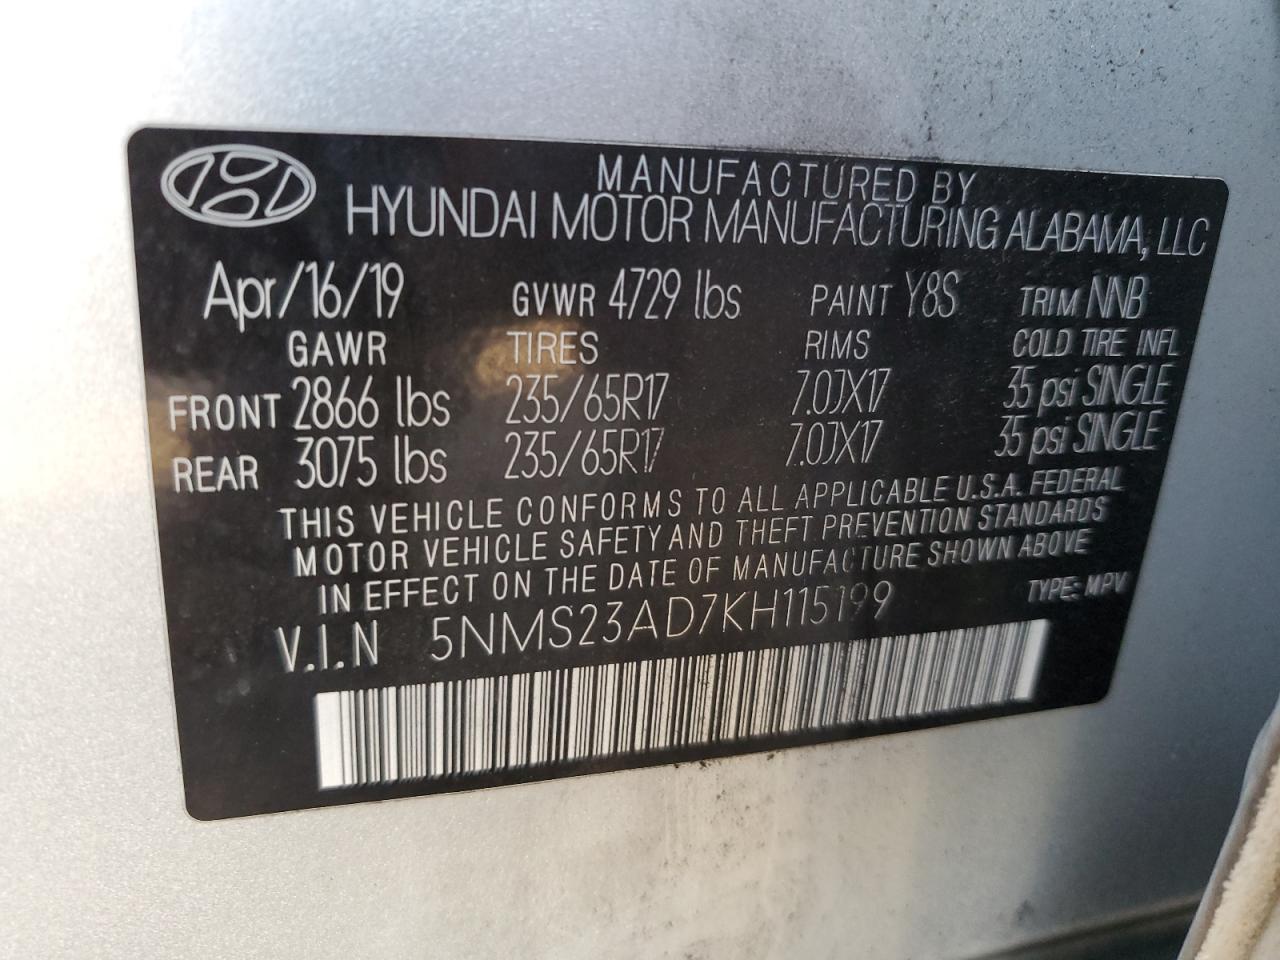 MANUFACTURED BY
HYUNDAI MOTOR MANUFACTURING ALABAMA, LLC
Apr/16/19 GVWR 4729 lbs PAINT Y8S TRIM NNB
GAWR TIRES RIMS COLD TIRE INFL
FRONT 2866 lbs 235/65R17 7.0JX17 35 psi SINGLE
REAR 3075 lbs 235/65R17 7.0JX17 35 psi SINGLE
THIS VEHICLE CONFORMS TO ALL APPLICABLE U.S.A. FEDERAL
MOTOR VEHICLE SAFETY AND THEFT PREVENTION STANDARDS
IN EFFECT ON THE DATE OF MANUFACTURE SHOWN ABOVE
V.I.N 5NMS23AD7KH115199 TYPE: MPV